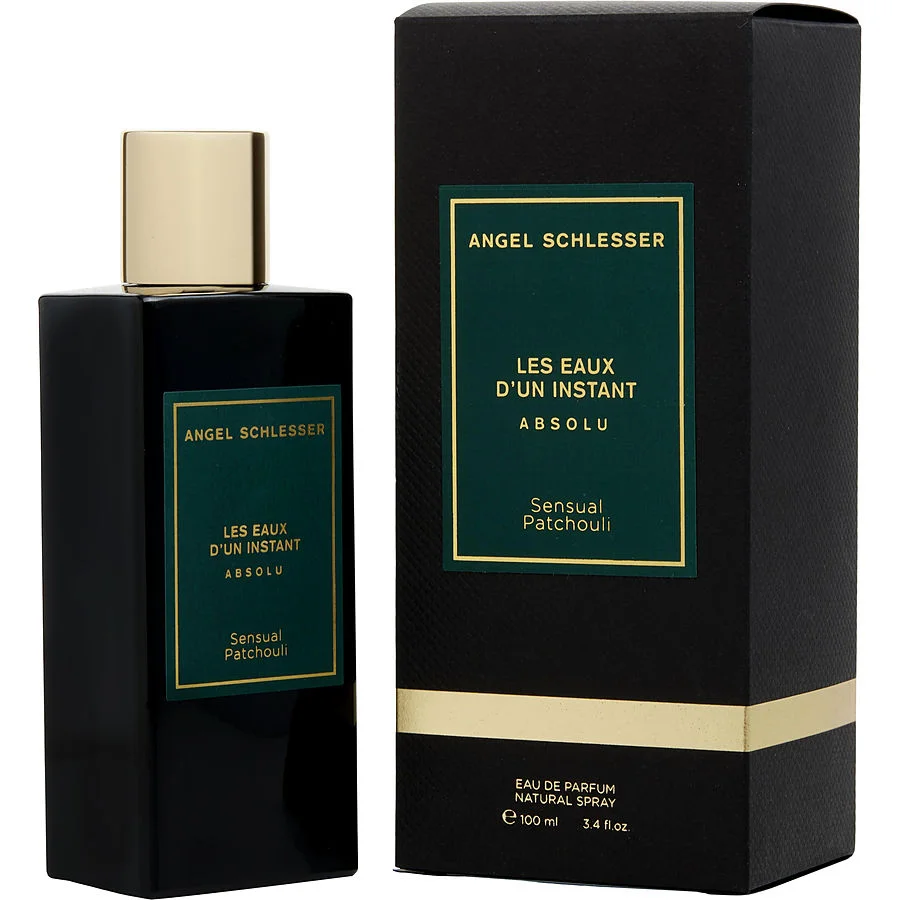 ANGEL SCHLESSER
LES EAUX
D'UN INSTANT
ABSOLU
Sensual
Patchouli
ANGEL SCHLESSER
LES EAUX
D'UN INSTANT
ABSOLU
Sensual
Patchouli
EAU DE PARFUM
NATURAL SPRAY
℮ 100 ml 3.4 fl.oz.